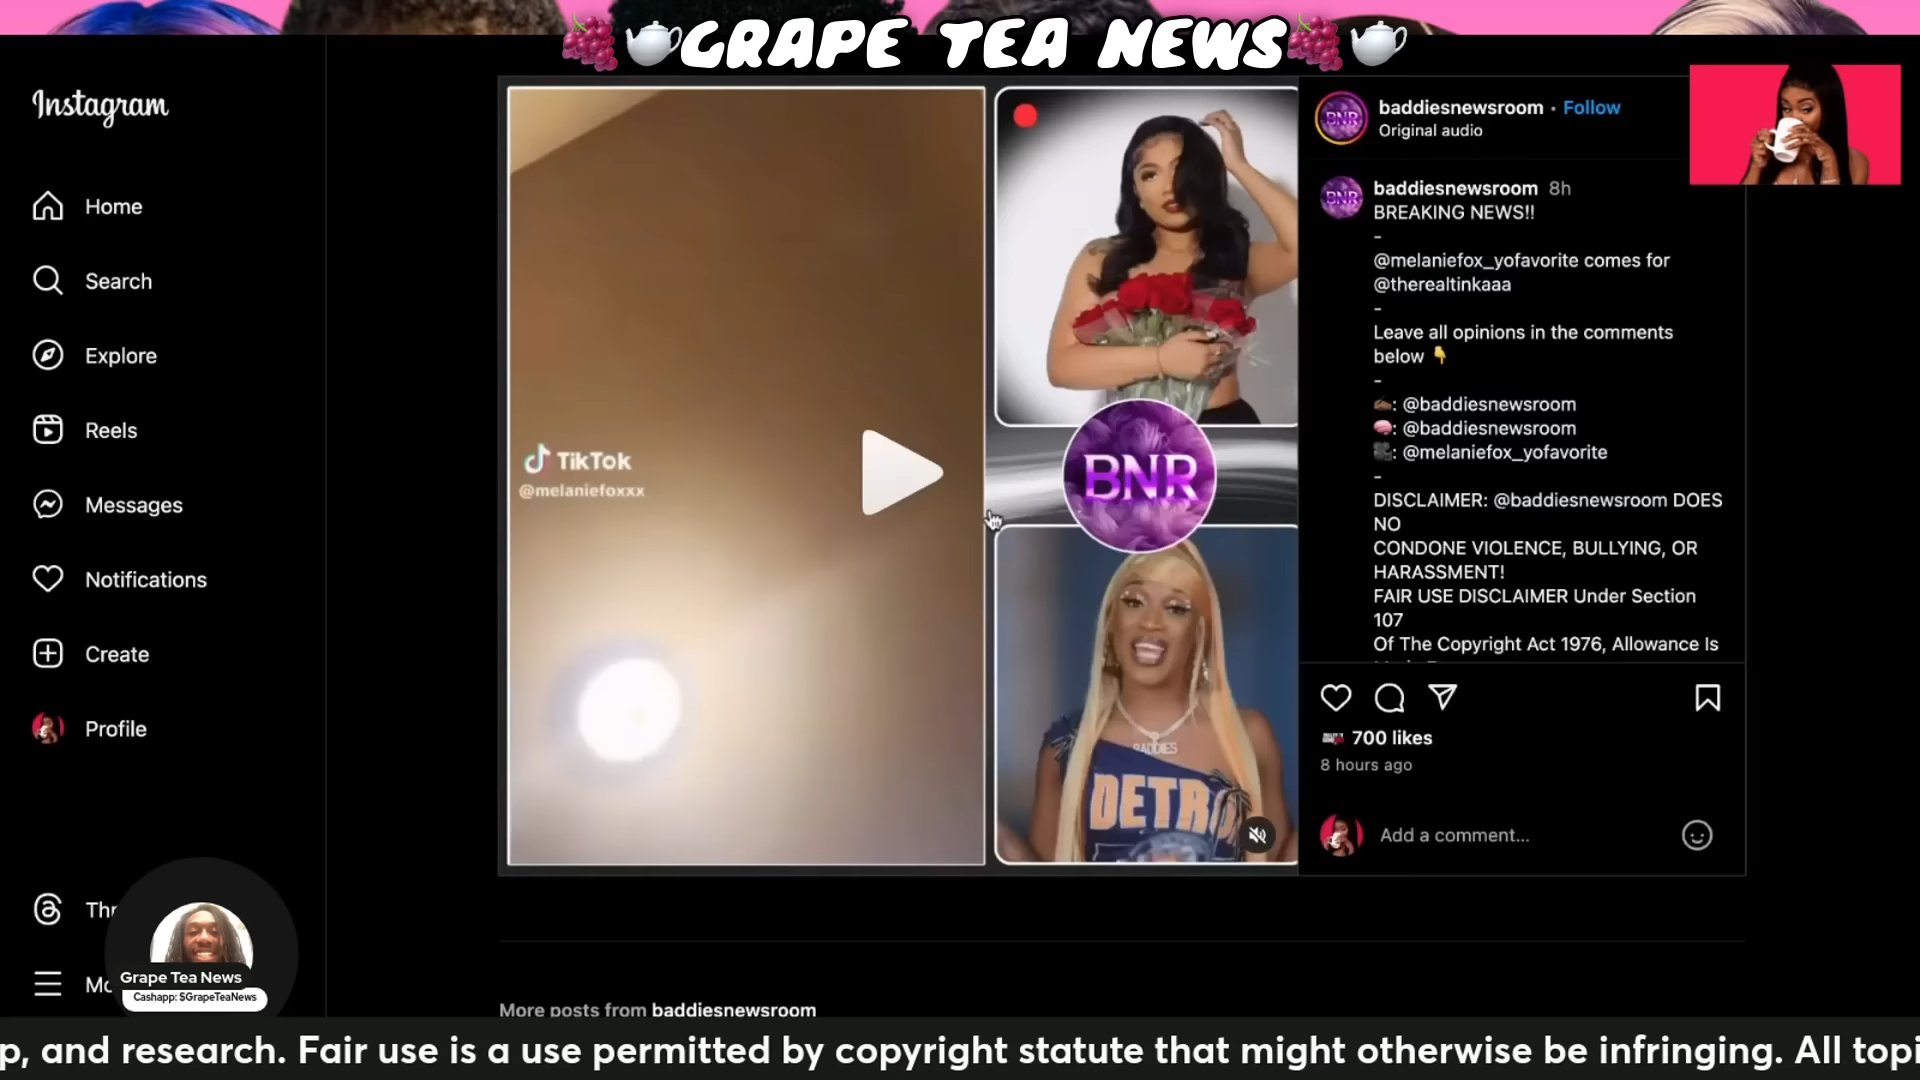 GRAPE TEA NEWS
Instagram
Home
Search
Explore
Reels
Messages
Notifications
Create
Profile
Grape Tea News
Cashapp: $GrapeTeaNews
TikTok
@melaniefoxxx
BNR
BADDIES
DETRO
BNR
baddiesnewsroom · Follow
Original audio
BNR
baddiesnewsroom 8h
BREAKING NEWS!!
-
@melaniefox_yofavorite comes for
@therealtinkaaa
-
Leave all opinions in the comments
below 👇
-
✍🏾: @baddiesnewsroom
🧠: @baddiesnewsroom
🎥: @melaniefox_yofavorite
-
DISCLAIMER: @baddiesnewsroom DOES
NO
CONDONE VIOLENCE, BULLYING, OR
HARASSMENT!
FAIR USE DISCLAIMER Under Section
107
Of The Copyright Act 1976, Allowance Is
700 likes
8 hours ago
Add a comment...
More posts from baddiesnewsroom
p, and research. Fair use is a use permitted by copyright statute that might otherwise be infringing. All topi